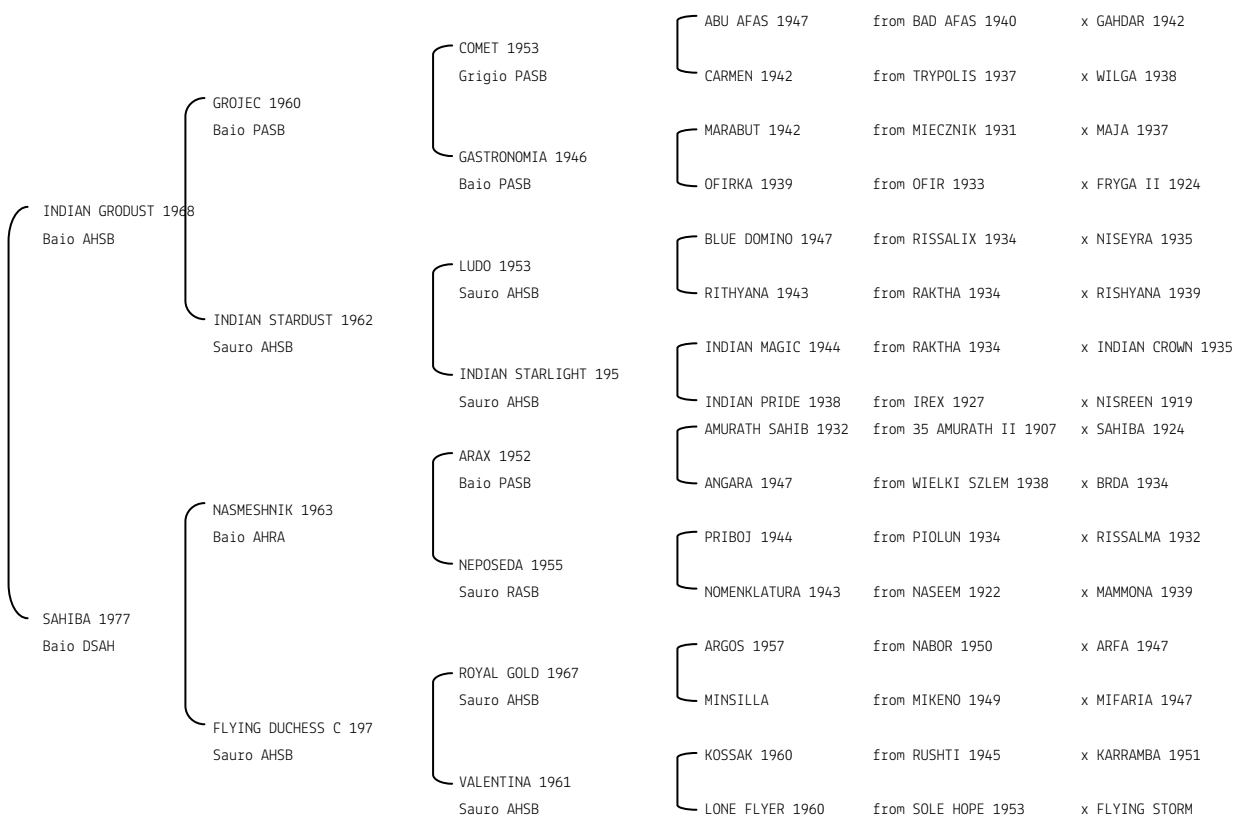 ABU AFAS 1947 from BAD AFAS 1940 x GAHDAR 1942
COMET 1953
Grigio PASB CARMEN 1942 from TRYPOLIS 1937 x WILGA 1938
GROJEC 1960
Baio PASB MARABUT 1942 from MIECZNIK 1931 x MAJA 1937
GASTRONOMIA 1946
Baio PASB OFIRKA 1939 from OFIR 1933 x FRYGA II 1924
INDIAN GRODUST 1968
Baio AHSB BLUE DOMINO 1947 from RISSALIX 1934 x NISEYRA 1935
LUDO 1953
Sauro AHSB RITHYANA 1943 from RAKTHA 1934 x RISHYANA 1939
INDIAN STARDUST 1962
Sauro AHSB INDIAN MAGIC 1944 from RAKTHA 1934 x INDIAN CROWN 1935
INDIAN STARLIGHT 195
Sauro AHSB INDIAN PRIDE 1938 from IREX 1927 x NISREEN 1919
AMURATH SAHIB 1932 from 35 AMURATH II 1907 x SAHIBA 1924
ARAX 1952
Baio PASB ANGARA 1947 from WIELKI SZLEM 1938 x BRDA 1934
NASMESHNIK 1963
Baio AHRA PRIBOJ 1944 from PIOLUN 1934 x RISSALMA 1932
NEPOSEDA 1955
Sauro RASB NOMENKLATURA 1943 from NASEEM 1922 x MAMMONA 1939
SAHIBA 1977
Baio DSAH ARGOS 1957 from NABOR 1950 x ARFA 1947
ROYAL GOLD 1967
Sauro AHSB MINSILLA from MIKENO 1949 x MIFARIA 1947
FLYING DUCHESS C 197
Sauro AHSB KOSSAK 1960 from RUSHTI 1945 x KARRAMBA 1951
VALENTINA 1961
Sauro AHSB LONE FLYER 1960 from SOLE HOPE 1953 x FLYING STORM